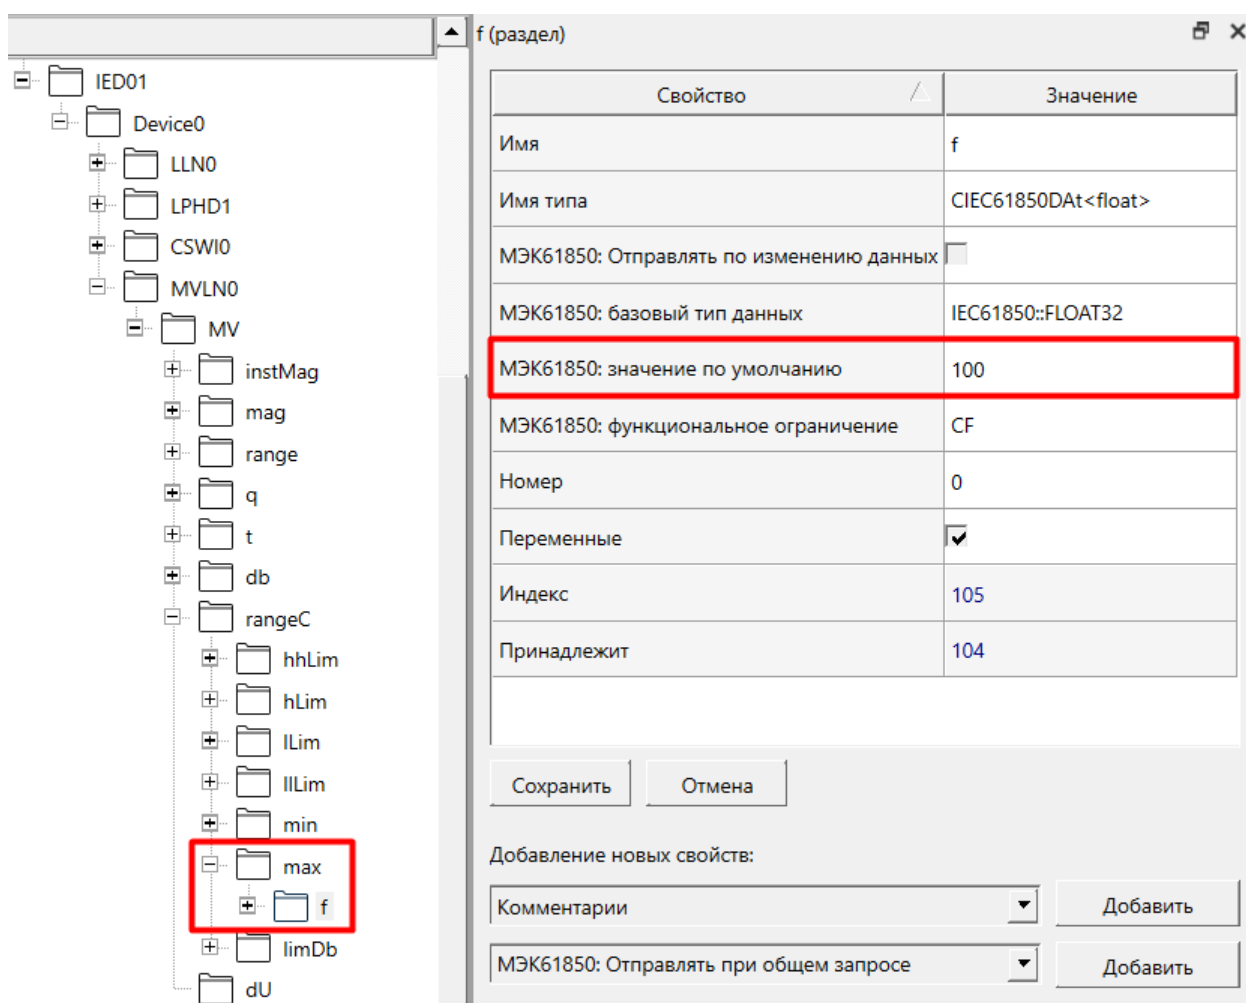 IED01
Device0
LLN0
LPHD1
CSWI0
MVLN0
MV
instMag
mag
range
q
t
db
rangeC
hhLim
hLim
lLim
llLim
min
max
f
limDb
dU
f (раздел)
Свойство Значение
Имя f
Имя типа CIEC61850DAt<float>
МЭК61850: Отправлять по изменению данных
МЭК61850: базовый тип данных IEC61850::FLOAT32
МЭК61850: значение по умолчанию 100
МЭК61850: функциональное ограничение CF
Номер 0
Переменные
Индекс 105
Принадлежит 104
Сохранить Отмена
Добавление новых свойств:
Комментарии Добавить
МЭК61850: Отправлять при общем запросе Добавить